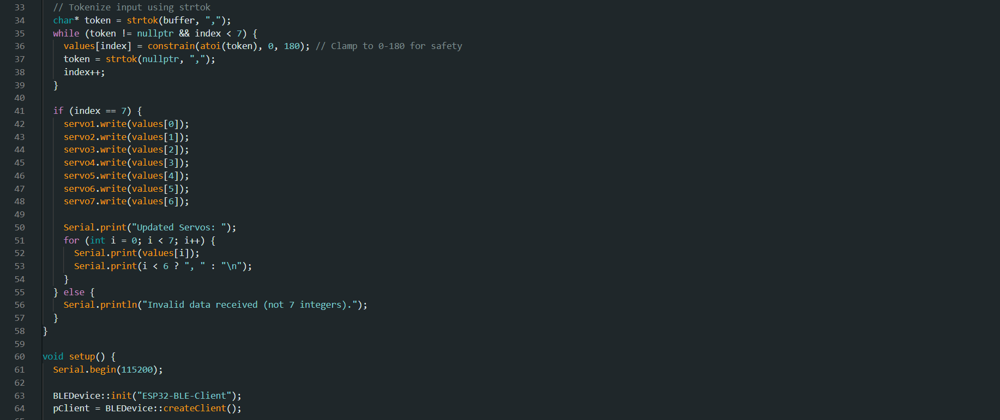 33 // Tokenize input using strtok
34 char* token = strtok(buffer, ",");
35 while (token != nullptr && index < 7) {
36 values[index] = constrain(atoi(token), 0, 180); // Clamp to 0-180 for safety
37 token = strtok(nullptr, ",");
38 index++;
39 }
40
41 if (index == 7) {
42 servo1.write(values[0]);
43 servo2.write(values[1]);
44 servo3.write(values[2]);
45 servo4.write(values[3]);
46 servo5.write(values[4]);
47 servo6.write(values[5]);
48 servo7.write(values[6]);
49
50 Serial.print("Updated Servos: ");
51 for (int i = 0; i < 7; i++) {
52 Serial.print(values[i]);
53 Serial.print(i < 6 ? ", " : "\n");
54 }
55 } else {
56 Serial.println("Invalid data received (not 7 integers).");
57 }
58 }
59
60 void setup() {
61 Serial.begin(115200);
62
63 BLEDevice::init("ESP32-BLE-Client");
64 pClient = BLEDevice::createClient();